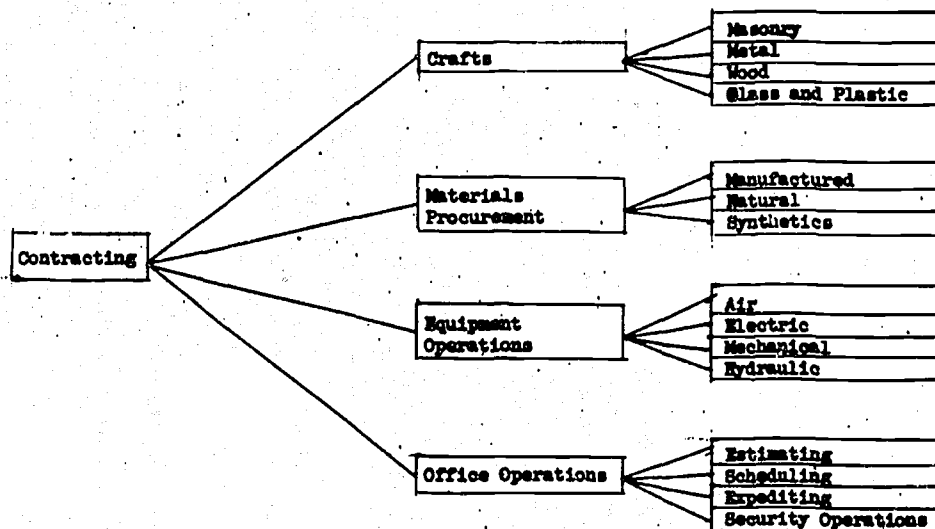 Contracting
Crafts
Masonry
Metal
Wood
Glass and Plastic
Materials
Procurement
Manufactured
Natural
Synthetics
Equipment
Operations
Air
Electric
Mechanical
Hydraulic
Office Operations
Estimating
Scheduling
Expediting
Security Operations